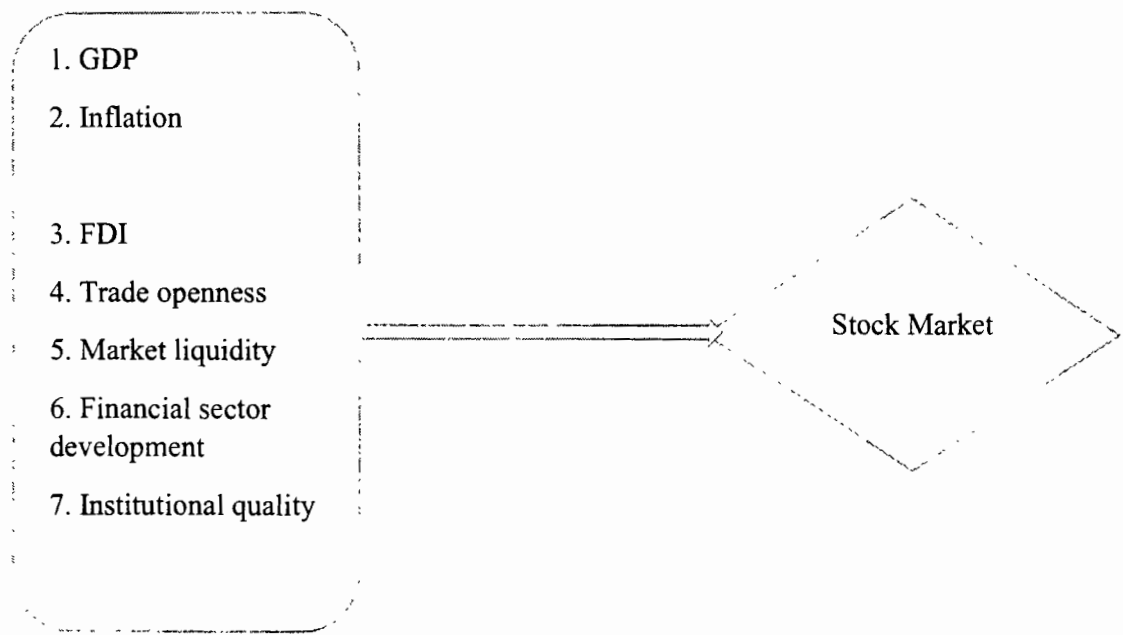 1. GDP
2. Inflation
3. FDI
4. Trade openness
5. Market liquidity
6. Financial sector
development
7. Institutional quality
Stock Market